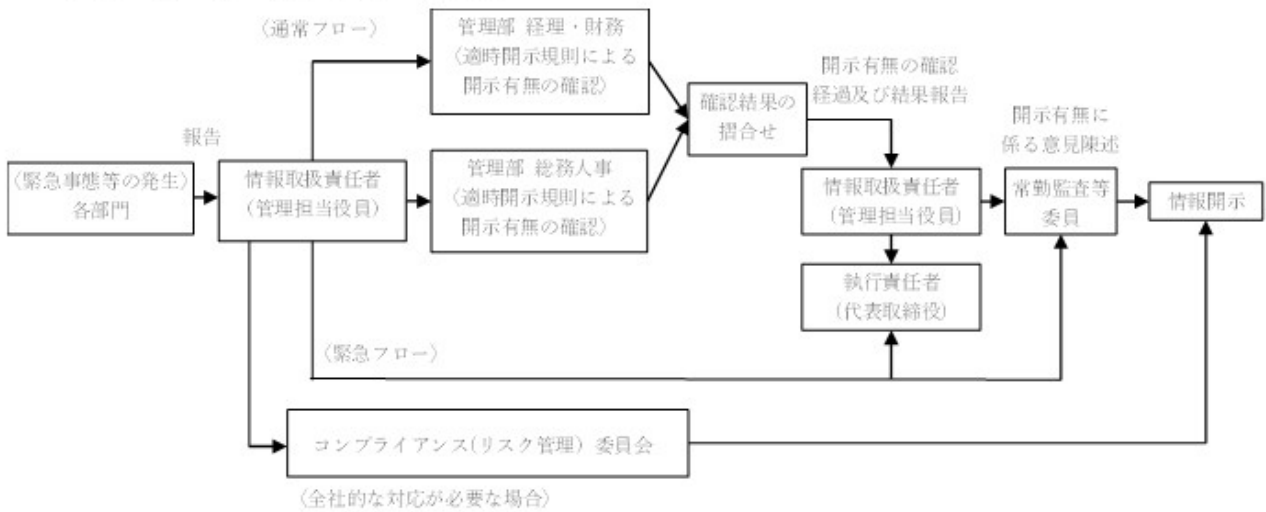 〈通常フロー〉
管理部 経理・財務
〈適時開示規則による
開示有無の確認〉
確認結果の
摺合せ
開示有無の確認
経過及び結果報告
開示有無に
係る意見陳述
報告
〈緊急事態等の発生〉
各部門
情報取扱責任者
(管理担当役員)
管理部 総務人事
〈適時開示規則による
開示有無の確認〉
情報取扱責任者
(管理担当役員)
常勤監査等
委員
情報開示
執行責任者
(代表取締役)
〈緊急フロー〉
コンプライアンス(リスク管理) 委員会
〈全社的な対応が必要な場合〉